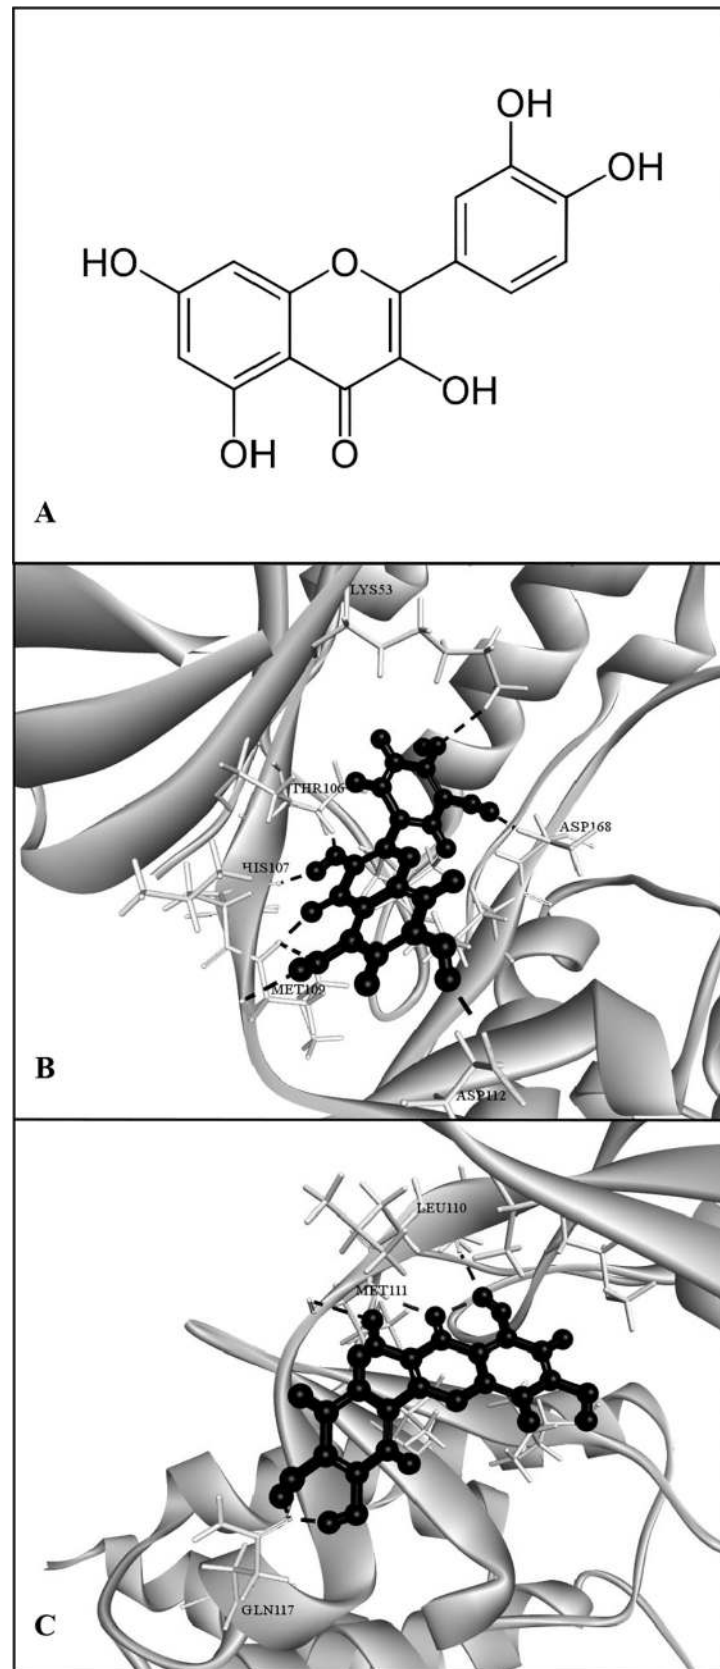 OH
OH
HO
O
OH
OH
O
A
LYS53
THR106
ASP168
HIS107
MET109
B
ASP112
LEU110
MET111
GLN117
C